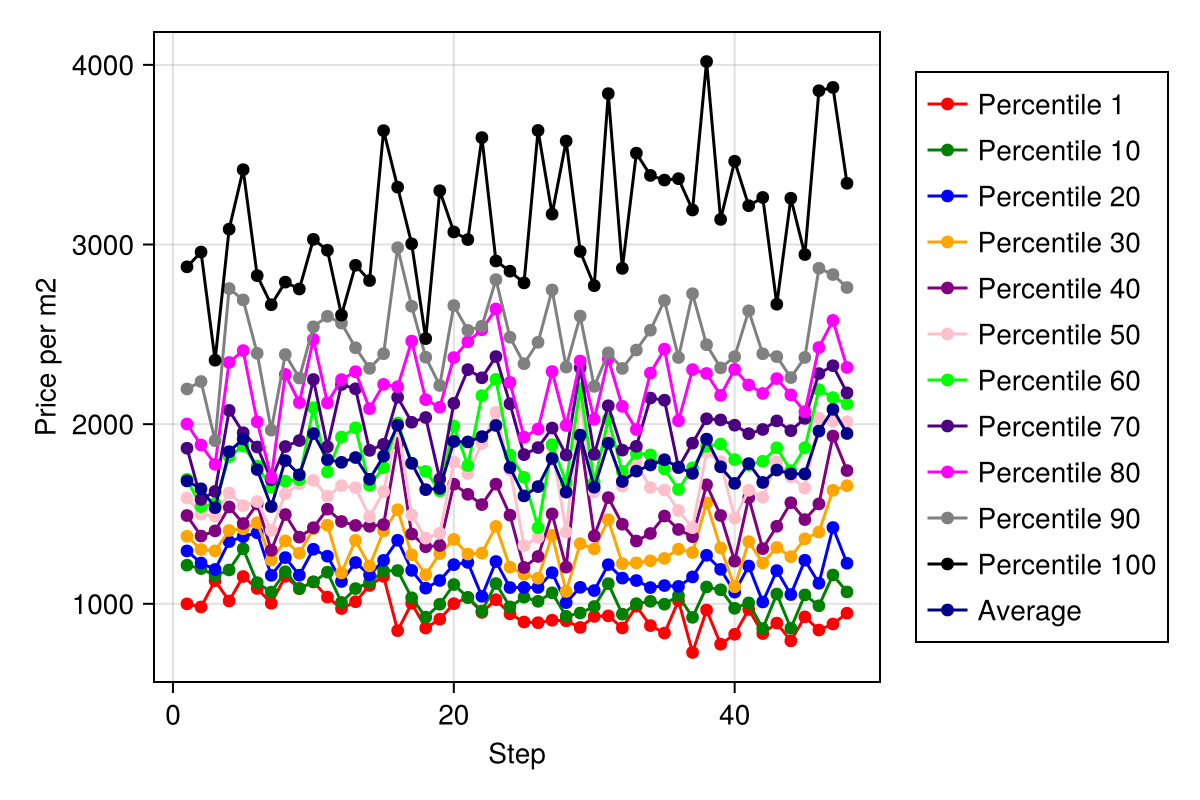 4000
3000
2000
1000
Price per m2
0
20
40
Step
Percentile 1
Percentile 10
Percentile 20
Percentile 30
Percentile 40
Percentile 50
Percentile 60
Percentile 70
Percentile 80
Percentile 90
Percentile 100
Average